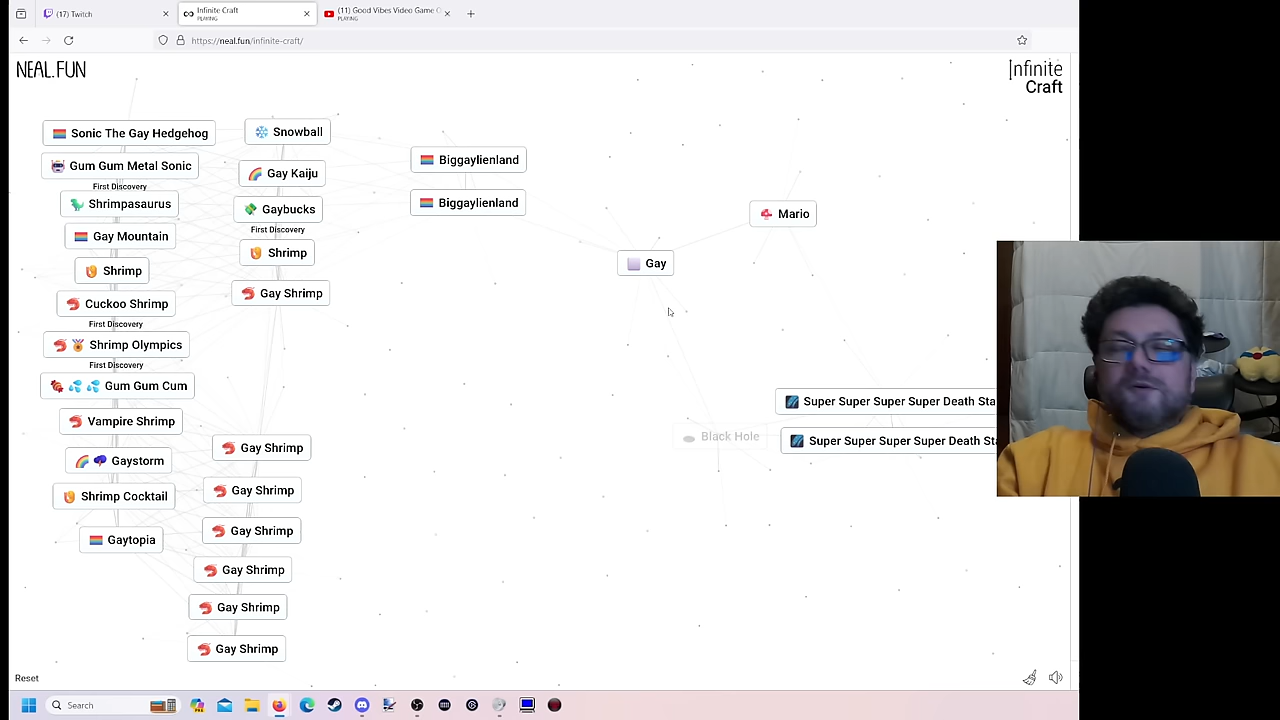 (17) Twitch
Infinite Craft
PLAYING
(11) Good Vibes Video Game
PLAYING
https://neal.fun/infinite-craft/
NEAL.FUN
Infinite
Craft
Sonic The Gay Hedgehog
Gum Gum Metal Sonic
First Discovery
Shrimpasaurus
Gay Mountain
Shrimp
Cuckoo Shrimp
First Discovery
Shrimp Olympics
First Discovery
Gum Gum Cum
Vampire Shrimp
Gaystorm
Shrimp Cocktail
Gaytopia
Snowball
Gay Kaiju
Gaybucks
First Discovery
Shrimp
Gay Shrimp
Gay Shrimp
Gay Shrimp
Gay Shrimp
Gay Shrimp
Gay Shrimp
Gay Shrimp
Biggaylienland
Biggaylienland
Gay
Mario
Super Super Super Super Death Sta
Black Hole
Super Super Super Super Death Sta
Reset
Search